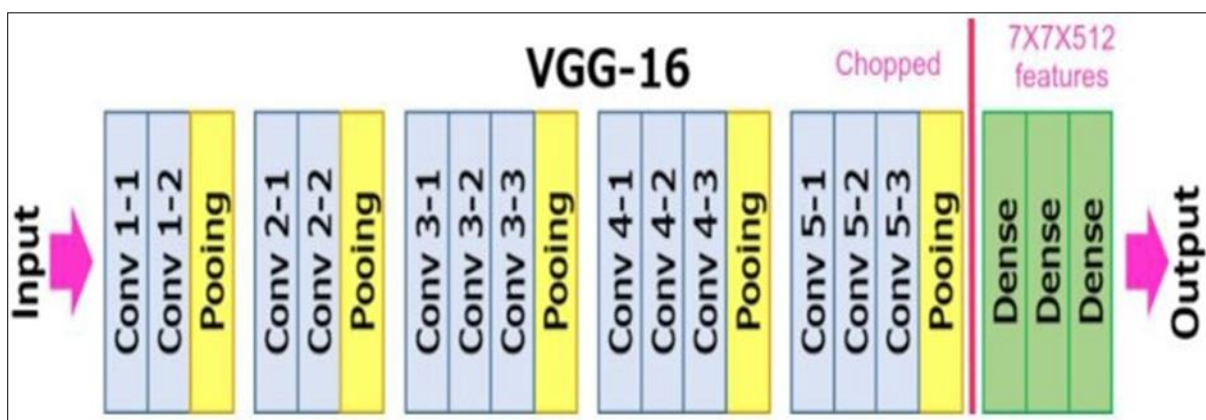 VGG-16
Chopped
7X7X512
features
Input
Conv 1-1
Conv 1-2
Pooing
Conv 2-1
Conv 2-2
Pooing
Conv 3-1
Conv 3-2
Conv 3-3
Pooing
Conv 4-1
Conv 4-2
Conv 4-3
Pooing
Conv 5-1
Conv 5-2
Conv 5-3
Pooing
Dense
Dense
Dense
Output